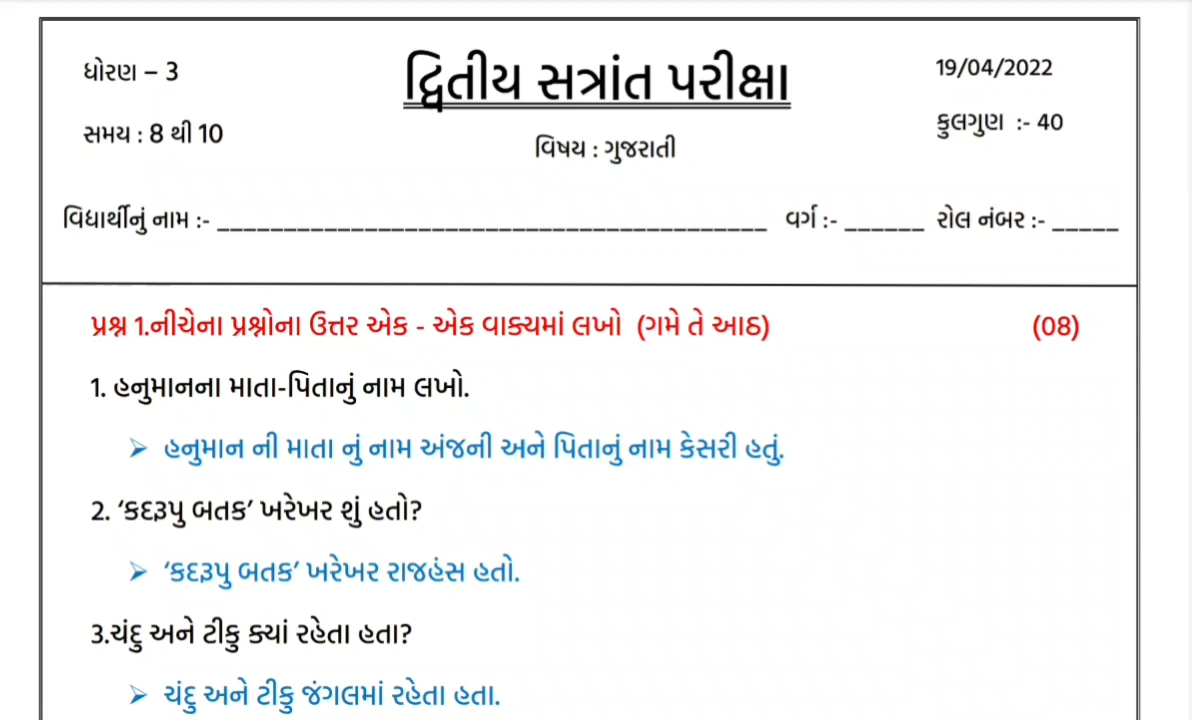 ધોરણ – 3
દ્વિતીય સત્રાંત પરીક્ષા
19/04/2022
સમય : 8 થી 10
વિષય : ગુજરાતી
કુલગુણ :- 40
વિદ્યાર્થીનું નામ :- __________________________________________ વર્ગ :- ______ રોલ નંબર :- _____
પ્રશ્ન 1.નીચેના પ્રશ્નોના ઉત્તર એક - એક વાક્યમાં લખો (ગમે તે આઠ) (08)
1. હનુમાનના માતા-પિતાનું નામ લખો.
➢ હનુમાન ની માતા નું નામ અંજની અને પિતાનું નામ કેસરી હતું.
2. ‘કદરૂપુ બતક’ ખરેખર શું હતો?
➢ ‘કદરૂપુ બતક’ ખરેખર રાજહંસ હતો.
3.ચંદુ અને ટીકુ ક્યાં રહેતા હતા?
➢ ચંદુ અને ટીકુ જંગલમાં રહેતા હતા.